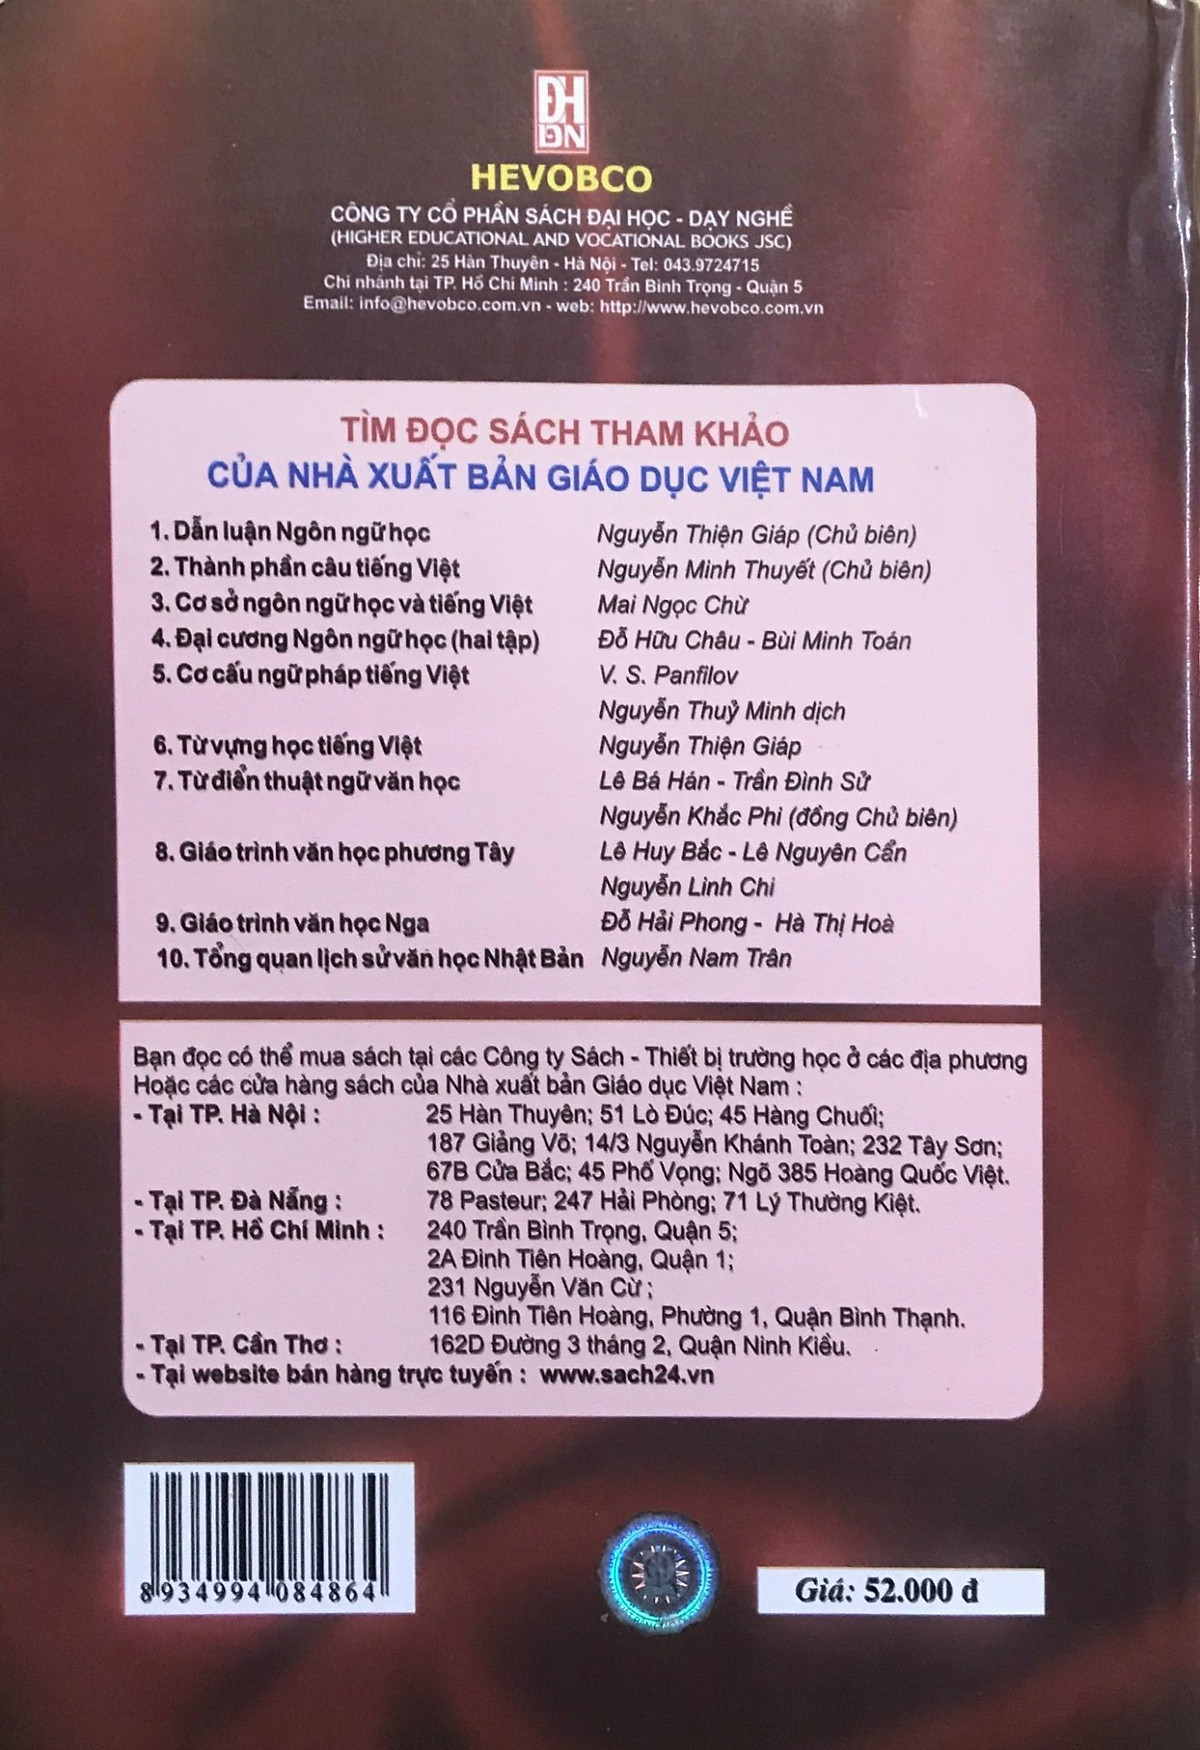 ĐH
DN
HEVOBCO
CÔNG TY CỔ PHẦN SÁCH ĐẠI HỌC - DẠY NGHỀ
(HIGHER EDUCATIONAL AND VOCATIONAL BOOKS JSC)
Địa chỉ: 25 Hàn Thuyên - Hà Nội - Tel: 043.9724715
Chi nhánh tại TP. Hồ Chí Minh : 240 Trần Bình Trọng - Quận 5
Email: info@hevobco.com.vn - web: http://www.hevobco.com.vn
TÌM ĐỌC SÁCH THAM KHẢO
CỦA NHÀ XUẤT BẢN GIÁO DỤC VIỆT NAM
1. Dẫn luận Ngôn ngữ học Nguyễn Thiện Giáp (Chủ biên)
2. Thành phần câu tiếng Việt Nguyễn Minh Thuyết (Chủ biên)
3. Cơ sở ngôn ngữ học và tiếng Việt Mai Ngọc Chừ
4. Đại cương Ngôn ngữ học (hai tập) Đỗ Hữu Châu - Bùi Minh Toán
5. Cơ cấu ngữ pháp tiếng Việt V. S. Panfilov
Nguyễn Thuỷ Minh dịch
6. Từ vựng học tiếng Việt Nguyễn Thiện Giáp
7. Từ điển thuật ngữ văn học Lê Bá Hán - Trần Đình Sử
Nguyễn Khắc Phi (đồng Chủ biên)
8. Giáo trình văn học phương Tây Lê Huy Bắc - Lê Nguyên Cẩn
Nguyễn Linh Chi
9. Giáo trình văn học Nga Đỗ Hải Phong - Hà Thị Hoà
10. Tổng quan lịch sử văn học Nhật Bản Nguyễn Nam Trân
Bạn đọc có thể mua sách tại các Công ty Sách - Thiết bị trường học ở các địa phương
Hoặc các cửa hàng sách của Nhà xuất bản Giáo dục Việt Nam :
- Tại TP. Hà Nội : 25 Hàn Thuyên; 51 Lò Đúc; 45 Hàng Chuối;
187 Giảng Võ; 14/3 Nguyễn Khánh Toàn; 232 Tây Sơn;
67B Cửa Bắc; 45 Phố Vọng; Ngõ 385 Hoàng Quốc Việt.
- Tại TP. Đà Nẵng : 78 Pasteur; 247 Hải Phòng; 71 Lý Thường Kiệt.
- Tại TP. Hồ Chí Minh : 240 Trần Bình Trọng, Quận 5;
2A Đinh Tiên Hoàng, Quận 1;
231 Nguyễn Văn Cừ ;
116 Đinh Tiên Hoàng, Phường 1, Quận Bình Thạnh.
- Tại TP. Cần Thơ : 162D Đường 3 tháng 2, Quận Ninh Kiều.
- Tại website bán hàng trực tuyến : www.sach24.vn
8 934994 084864
Giá: 52.000 đ